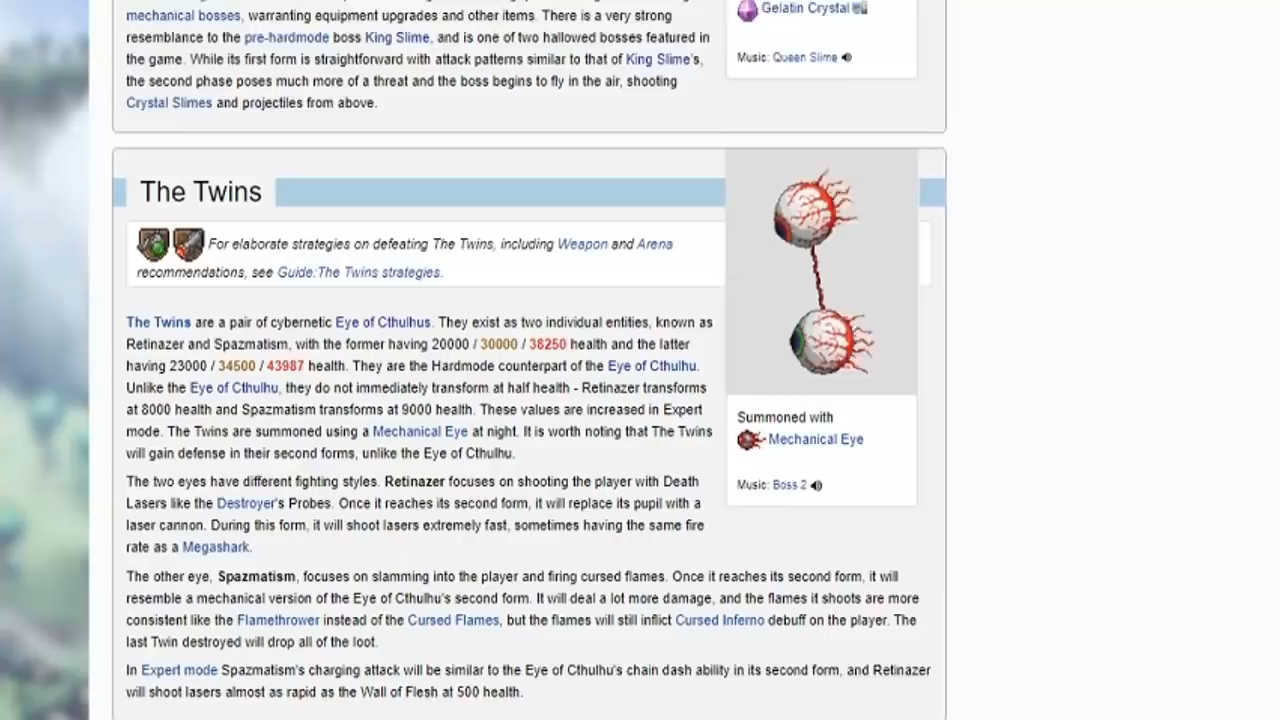 mechanical bosses, warranting equipment upgrades and other items. There is a very strong
resemblance to the pre-hardmode boss King Slime, and is one of two hallowed bosses featured in
the game. While its first form is straightforward with attack patterns similar to that of King Slime's,
the second phase poses much more of a threat and the boss begins to fly in the air, shooting
Crystal Slimes and projectiles from above.
Gelatin Crystal
Music: Queen Slime
The Twins
For elaborate strategies on defeating The Twins, including Weapon and Arena
recommendations, see Guide:The Twins strategies.
The Twins are a pair of cybernetic Eye of Cthulhus. They exist as two individual entities, known as
Retinazer and Spazmatism, with the former having 20000 / 30000 / 38250 health and the latter
having 23000 / 34500 / 43987 health. They are the Hardmode counterpart of the Eye of Cthulhu.
Unlike the Eye of Cthulhu, they do not immediately transform at half health - Retinazer transforms
at 8000 health and Spazmatism transforms at 9000 health. These values are increased in Expert
mode. The Twins are summoned using a Mechanical Eye at night. It is worth noting that The Twins
will gain defense in their second forms, unlike the Eye of Cthulhu.
The two eyes have different fighting styles. Retinazer focuses on shooting the player with Death
Lasers like the Destroyer's Probes. Once it reaches its second form, it will replace its pupil with a
laser cannon. During this form, it will shoot lasers extremely fast, sometimes having the same fire
rate as a Megashark.
Summoned with
Mechanical Eye
Music: Boss 2
The other eye, Spazmatism, focuses on slamming into the player and firing cursed flames. Once it reaches its second form, it will
resemble a mechanical version of the Eye of Cthulhu's second form. It will deal a lot more damage, and the flames it shoots are more
consistent like the Flamethrower instead of the Cursed Flames, but the flames will still inflict Cursed Inferno debuff on the player. The
last Twin destroyed will drop all of the loot.
In Expert mode Spazmatism's charging attack will be similar to the Eye of Cthulhu's chain dash ability in its second form, and Retinazer
will shoot lasers almost as rapid as the Wall of Flesh at 500 health.